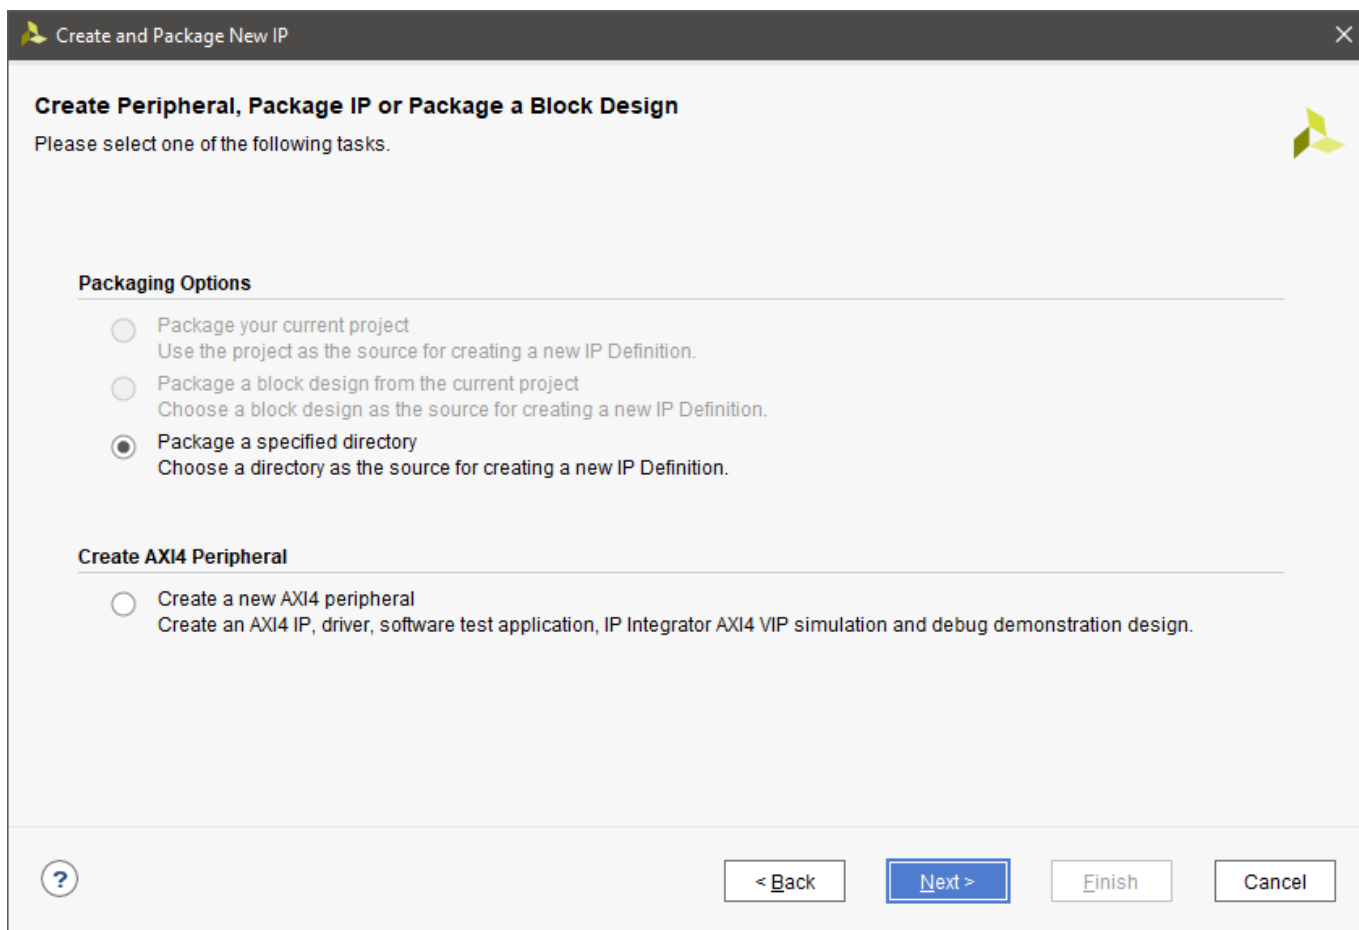 Create and Package New IP
Create Peripheral, Package IP or Package a Block Design
Please select one of the following tasks.
Packaging Options
Package your current project
Use the project as the source for creating a new IP Definition.
Package a block design from the current project
Choose a block design as the source for creating a new IP Definition.
Package a specified directory
Choose a directory as the source for creating a new IP Definition.
Create AXI4 Peripheral
Create a new AXI4 peripheral
Create an AXI4 IP, driver, software test application, IP Integrator AXI4 VIP simulation and debug demonstration design.
? < Back Next > Finish Cancel